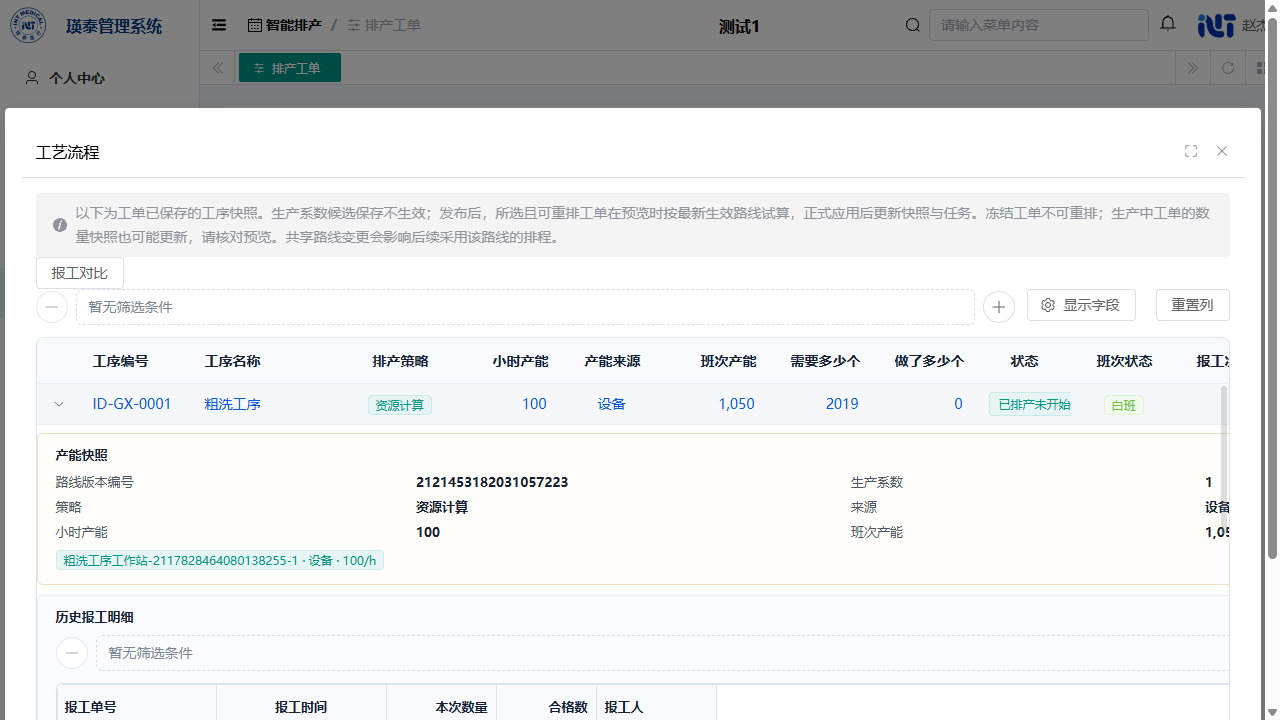 瑛泰管理系统
智能排产 / 排产工单
测试1
请输入菜单内容
个人中心
排产工单
工艺流程
以下为工单已保存的工序快照。生产系数候选保存不生效；发布后，所选且可重排工单在预览时按最新生效路线试算，正式应用后更新快照与任务。冻结工单不可重排；生产中工单的数
量快照也可能更新，请核对预览。共享路线变更会影响后续采用该路线的排程。
报工对比
暂无筛选条件
显示字段
重置列
工序编号 工序名称 排产策略 小时产能 产能来源 班次产能 需要多少个 做了多少个 状态 班次状态 报工
ID-GX-0001 粗洗工序 资源计算 100 设备 1,050 2019 0 已排产未开始 白班
产能快照
路线版本编号 2121453182031057223 生产系数 1
策略 资源计算 来源 设备
小时产能 100 班次产能 1,05
粗洗工序工作站-2117828464080138255-1 · 设备 · 100/h
历史报工明细
暂无筛选条件
报工单号 报工时间 本次数量 合格数 报工人